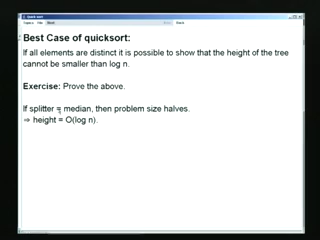 Best Case of quicksort:
If all elements are distinct it is possible to show that the height of the tree
cannot be smaller than log n.
Exercise: Prove the above.
If splitter = median, then problem size halves.
⇒ height = O(log n).